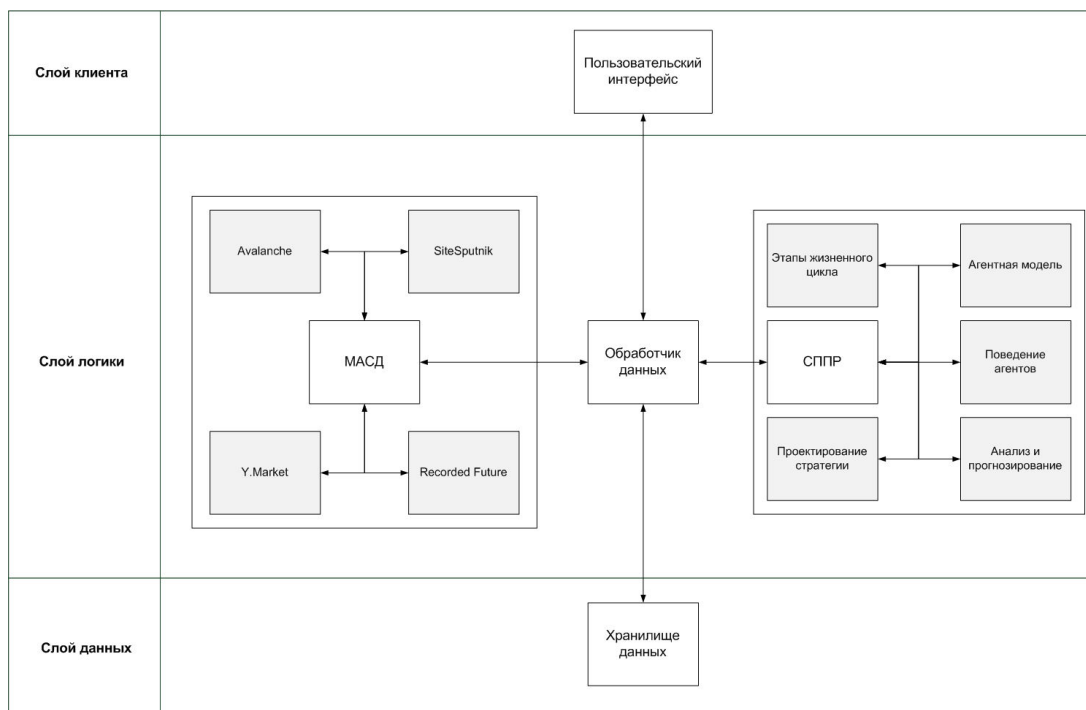 Слой клиента
Пользовательский
интерфейс
Слой логики
Avalanche
SiteSputnik
МАСД
Y.Market
Recorded Future
Обработчик
данных
Этапы жизненного
цикла
Агентная модель
СППР
Поведение
агентов
Проектирование
стратегии
Анализ и
прогнозирование
Слой данных
Хранилище
данных